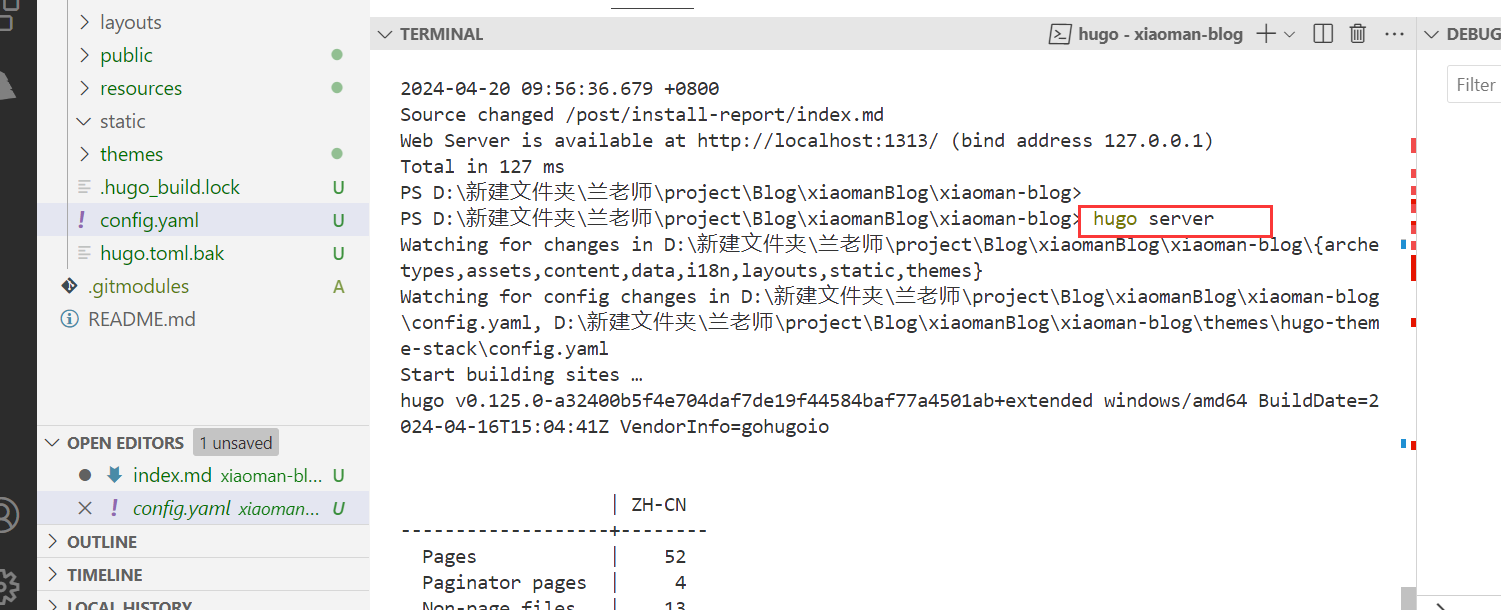 layouts
public
resources
static
themes
.hugo_build.lock U
config.yaml U
hugo.toml.bak U
.gitmodules A
README.md
OPEN EDITORS 1 unsaved
index.md xiaoman-bl... U
config.yaml xiaoman... U
OUTLINE
TIMELINE
LOCAL HISTORY
TERMINAL
hugo - xiaoman-blog
2024-04-20 09:56:36.679 +0800
Source changed /post/install-report/index.md
Web Server is available at http://localhost:1313/ (bind address 127.0.0.1)
Total in 127 ms
PS D:\新建文件夹\兰老师\project\Blog\xiaomanBlog\xiaoman-blog>
PS D:\新建文件夹\兰老师\project\Blog\xiaomanBlog\xiaoman-blog> hugo server
Watching for changes in D:\新建文件夹\兰老师\project\Blog\xiaomanBlog\xiaoman-blog\{arche
types,assets,content,data,i18n,layouts,static,themes}
Watching for config changes in D:\新建文件夹\兰老师\project\Blog\xiaomanBlog\xiaoman-blog
\config.yaml, D:\新建文件夹\兰老师\project\Blog\xiaomanBlog\xiaoman-blog\themes\hugo-them
e-stack\config.yaml
Start building sites …
hugo v0.125.0-a32400b5f4e704daf7de19f44584baf77a4501ab+extended windows/amd64 BuildDate=2
024-04-16T15:04:41Z VendorInfo=gohugoio
| ZH-CN
-------------------+--------
Pages | 52
Paginator pages | 4
Non-page files | 13
DEBUG
Filter